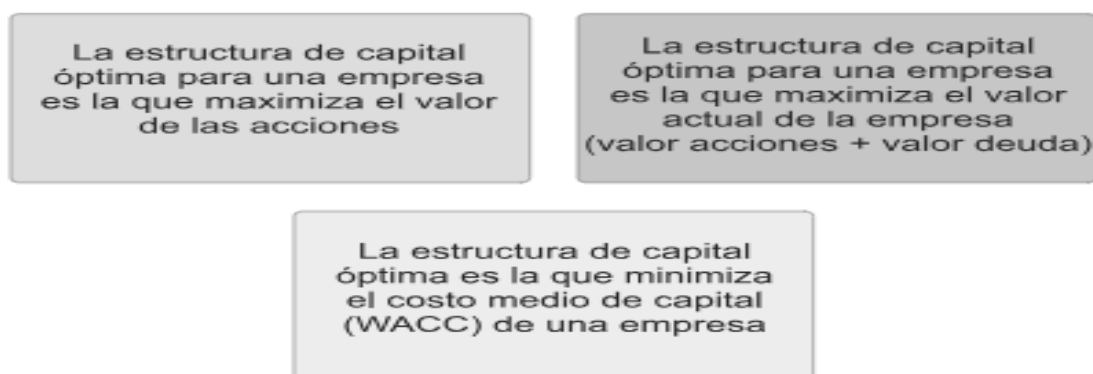 La estructura de capital
óptima para una empresa
es la que maximiza el valor
de las acciones
La estructura de capital
óptima para una empresa
es la que maximiza el valor
actual de la empresa
(valor acciones + valor deuda)
La estructura de capital
óptima es la que minimiza
el costo medio de capital
(WACC) de una empresa